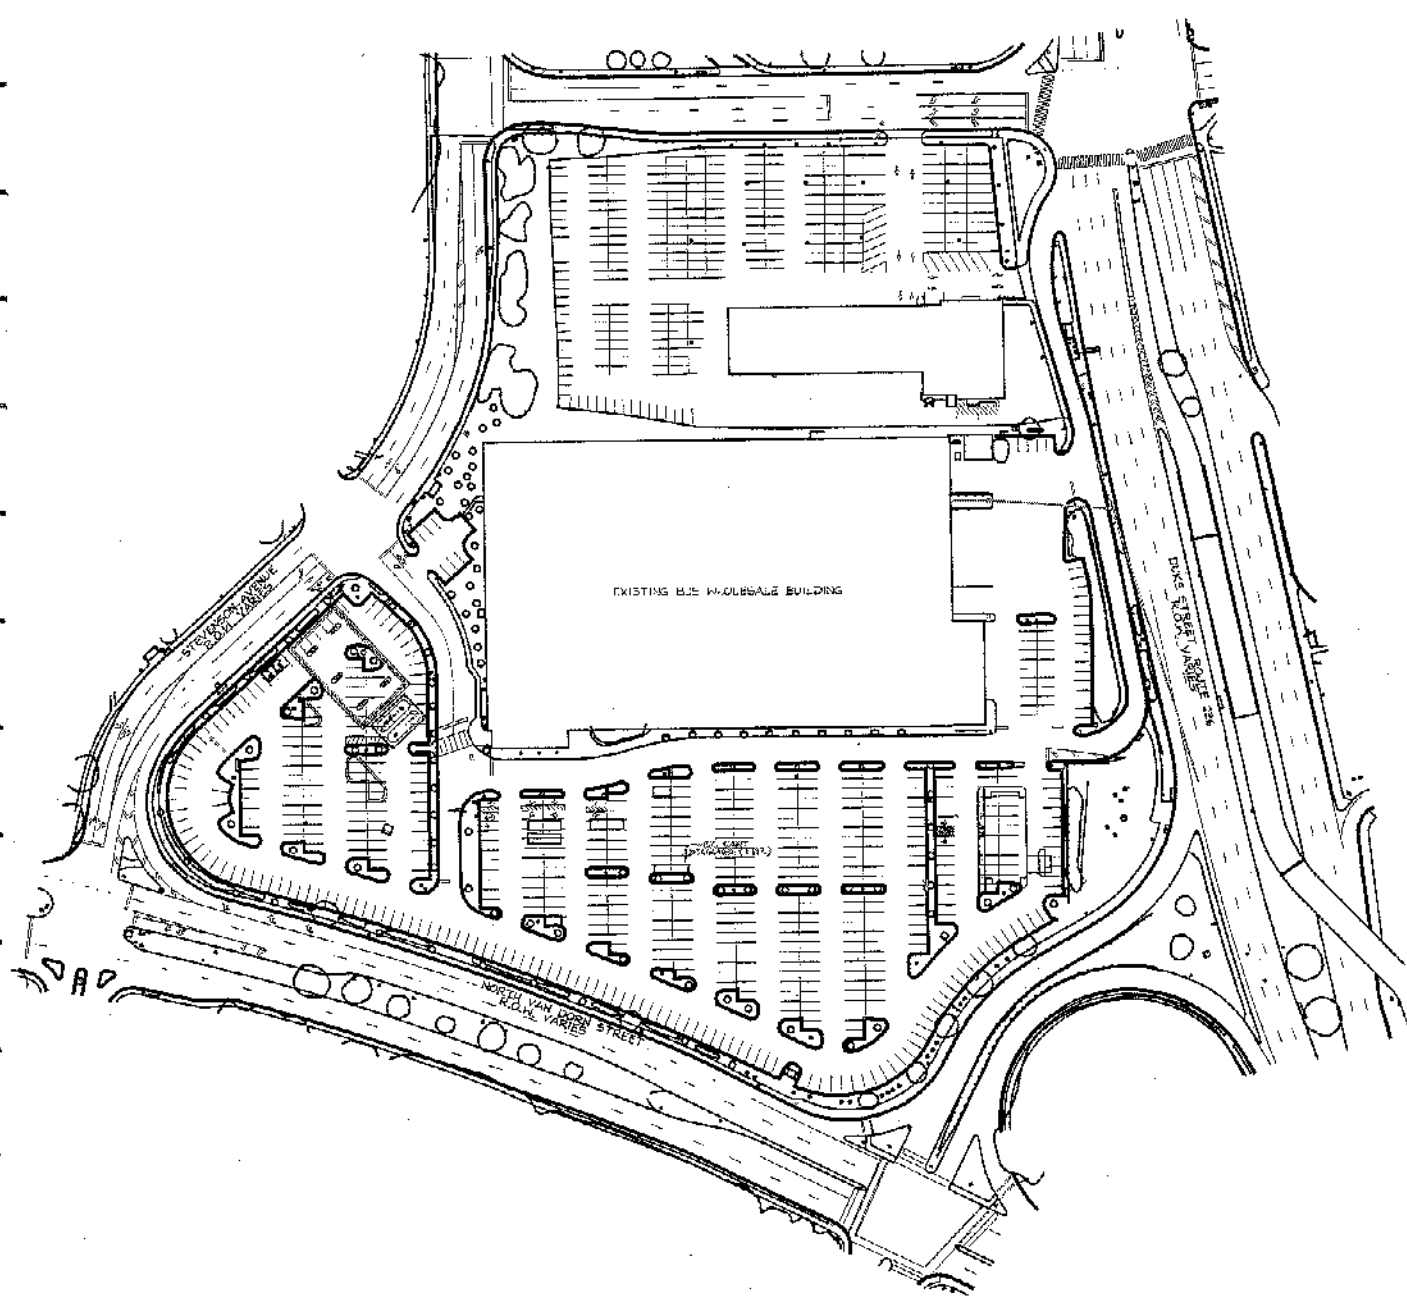 EXISTING BJS WHOLESALE BUILDING
STEVENSON AVENUE
R.O.W. VARIES
DUKE STREET ROUTE 236
R.O.W. VARIES
NORTH VAN DORN STREET
R.O.W. VARIES